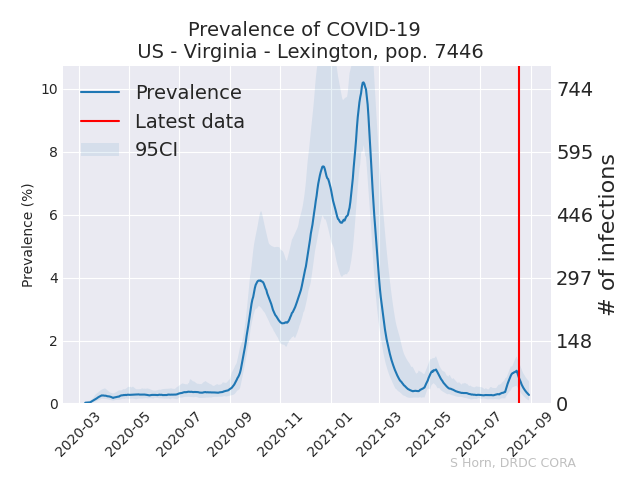 Prevalence of COVID-19
US - Virginia - Lexington, pop. 7446
Prevalence
Latest data
95CI
Prevalence (%)
10
8
6
4
2
0
744
595
446
297
148
0
# of infections
2020-03
2020-05
2020-07
2020-09
2020-11
2021-01
2021-03
2021-05
2021-07
2021-09
S Horn, DRDC CORA